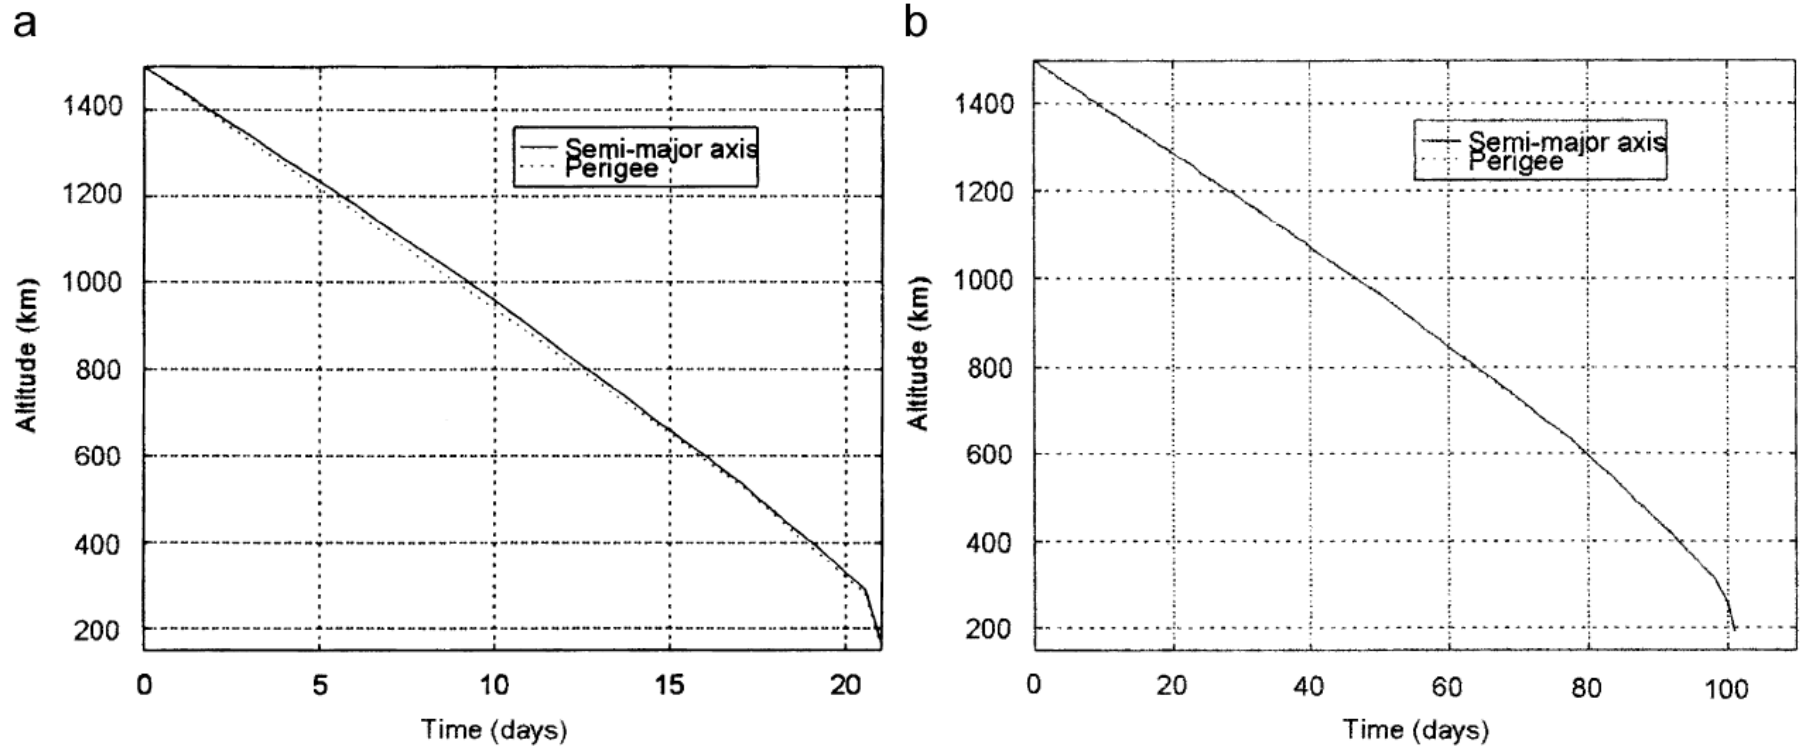 a
1400
1200
1000
800
600
400
200
Altitude (km)
Semi-major axis
Perigee
0 5 10 15 20
Time (days)
b
1400
1200
1000
800
600
400
200
Altitude (km)
Semi-major axis
Perigee
0 20 40 60 80 100
Time (days)